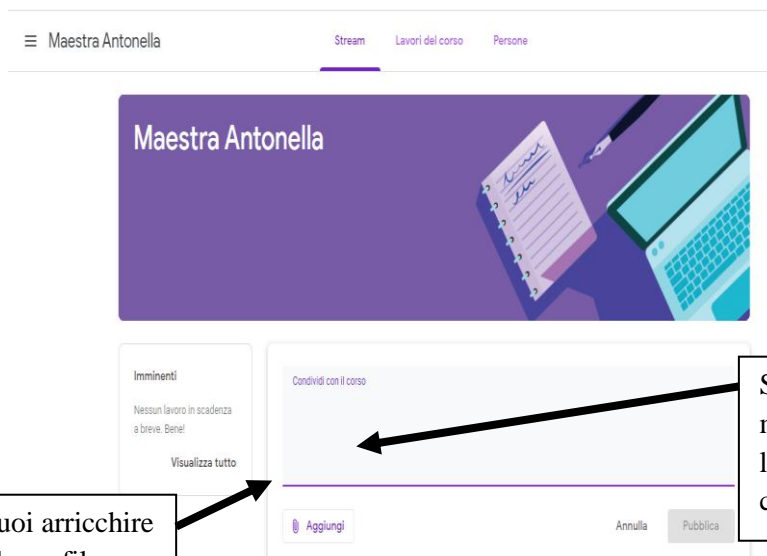 Maestra Antonella
Stream Lavori del corso Persone
Maestra Antonella
Imminenti
Nessun lavoro in scadenza
a breve. Bene!
Visualizza tutto
Condividi con il corso
Aggiungi
Annulla Pubblica
arricchire